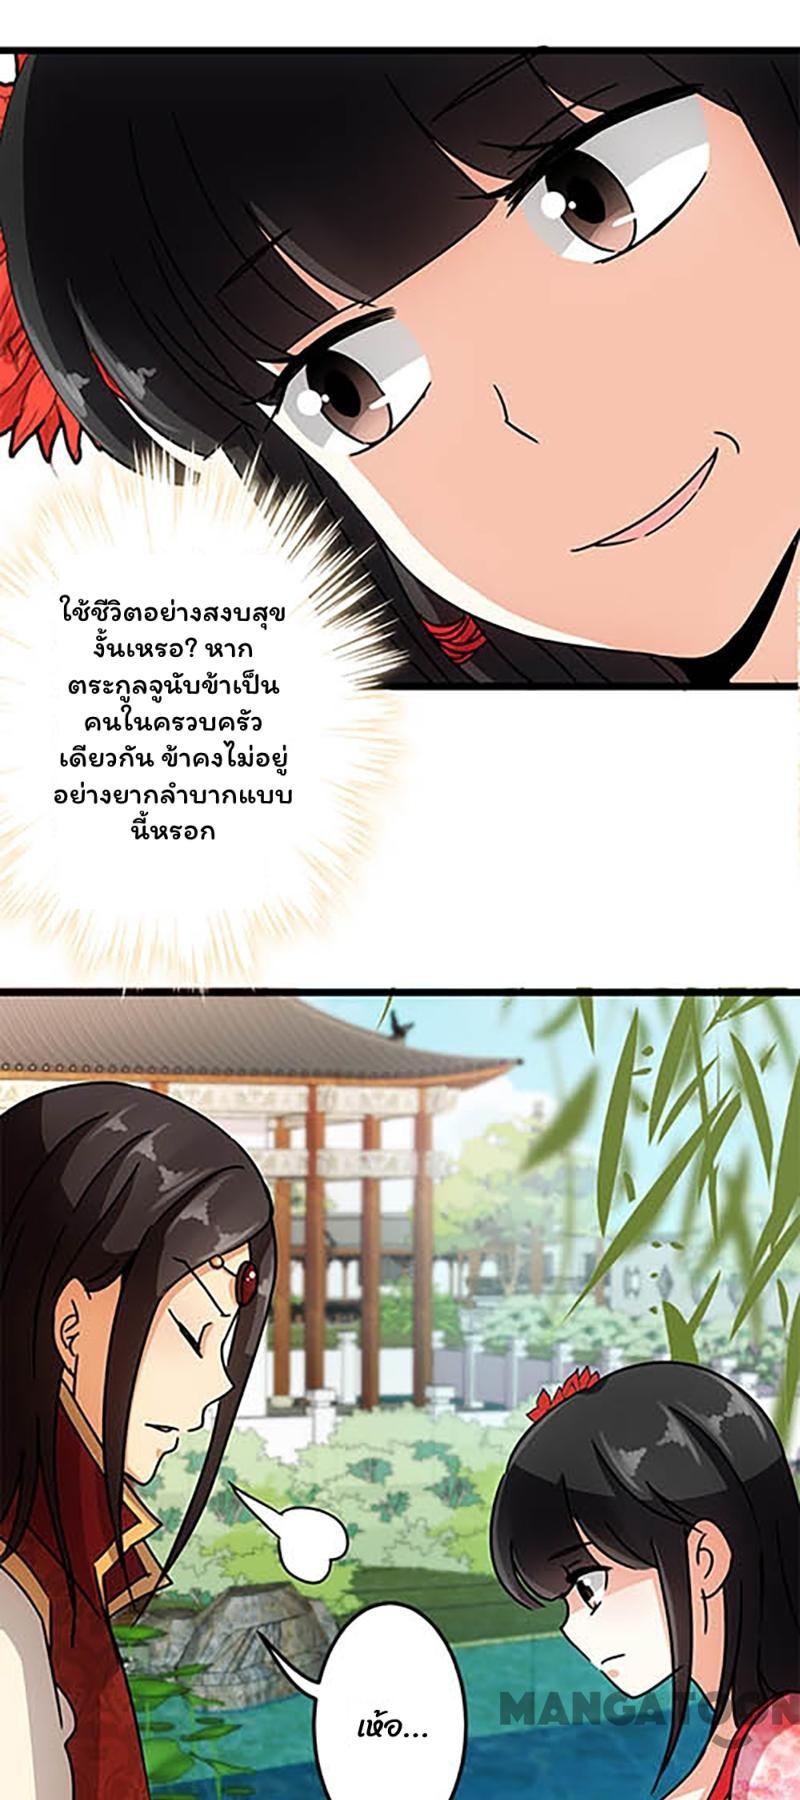 ใช้ชีวิตอย่างสงบสุข
งั้นเหรอ? หาก
ตระกูลจูนับข้าเป็น
คนในครวบครัว
เดียวกัน ข้าคงไม่อยู่
อย่างยากลำบากแบบ
นี้หรอก
เห้อ...
MANGATOON